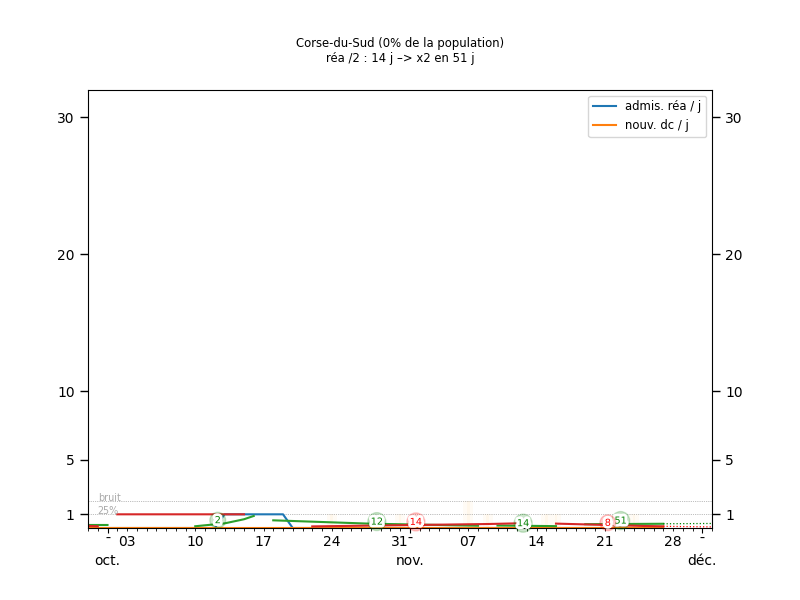 Corse-du-Sud (0% de la population)
réa /2 : 14 j –> x2 en 51 j
admis. réa / j
nouv. dc / j
30 30
20 20
10 10
5 5
bruit
25%
1 1
2 12 14 14 8 51
03 10 17 24 31 07 14 21 28
oct. nov. déc.